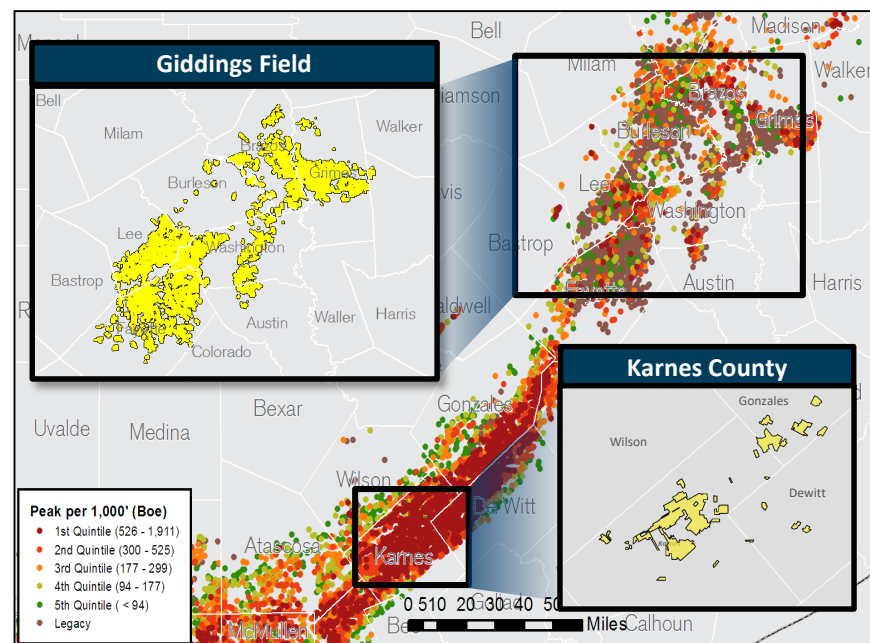 Bell
Madison
Giddings Field
Milam
Walker
Bell
Brazos
Milam
Walker
Grimes
Brazos
Burleson
Grimes
Burleson
Lee
Lee
Washington
Washington
Bastrop
Bastrop
Austin
Harris
Austin
Waller
Harris
Fayette
Colorado
Karnes County
Gonzales
Bexar
Gonzales
Uvalde
Medina
Wilson
Wilson
Dewitt
Peak per 1,000' (Boe)
De Witt
1st Quintile (526 - 1,911)
2nd Quintile (300 - 525)
Atascosa
3rd Quintile (177 - 299)
Karnes
4th Quintile (94 - 177)
5th Quintile ( < 94)
0 5 10 20 30 40 50
Legacy
Miles
McMullen
Calhoun